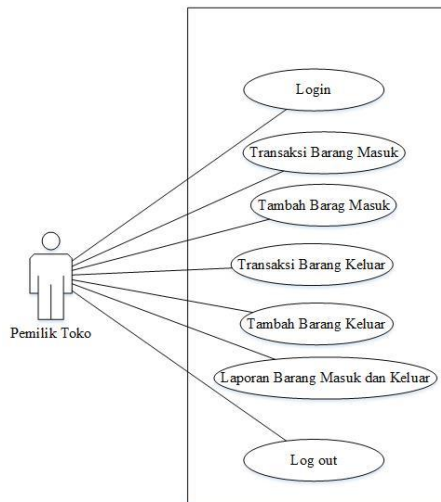 Login
Transaksi Barang Masuk
Tambah Barag Masuk
Transaksi Barang Keluar
Tambah Barang Keluar
Laporan Barang Masuk dan Keluar
Log out
Pemilik Toko